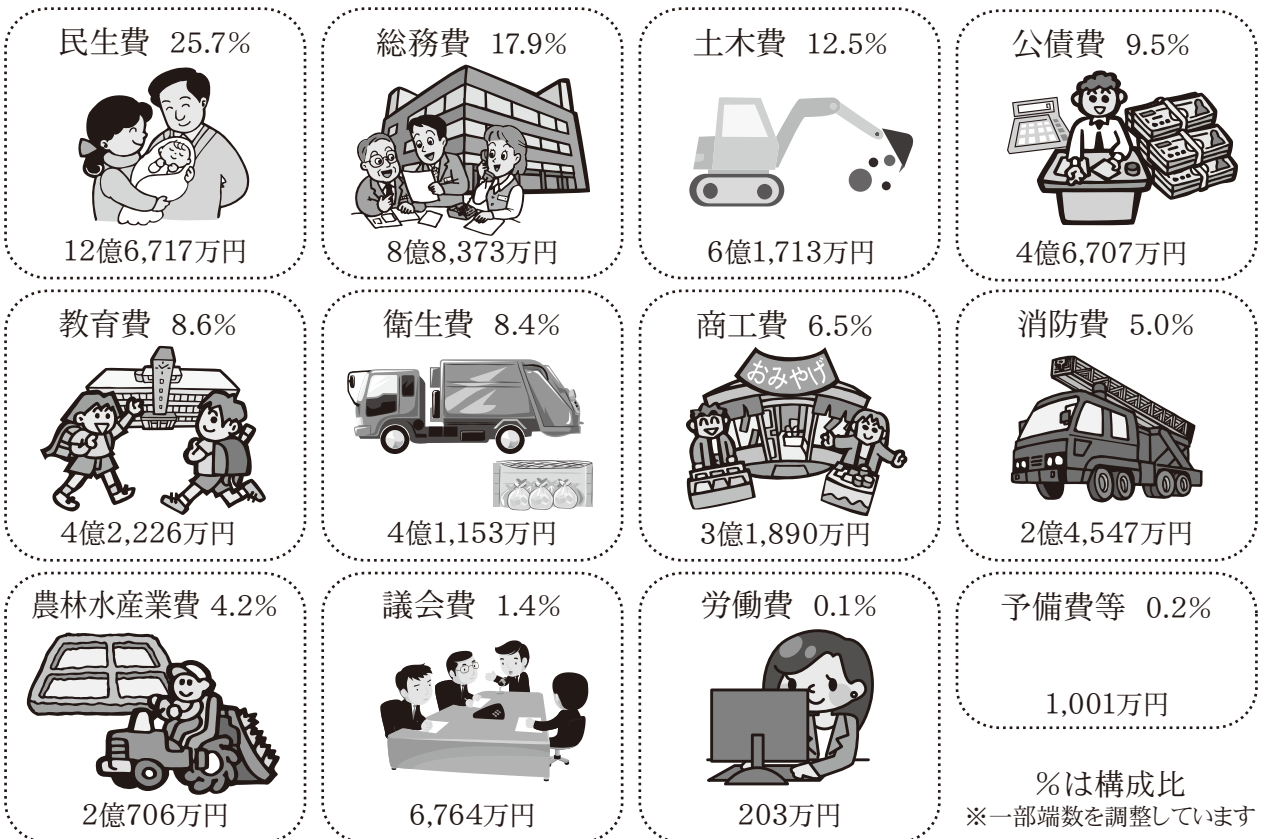 民生費 25.7%
12億6,717万円
総務費 17.9%
8億8,373万円
土木費 12.5%
6億1,713万円
公債費 9.5%
4億6,707万円
教育費 8.6%
4億2,226万円
衛生費 8.4%
4億1,153万円
商工費 6.5%
おみやげ
3億1,890万円
消防費 5.0%
2億4,547万円
農林水産業費 4.2%
2億706万円
議会費 1.4%
6,764万円
労働費 0.1%
203万円
予備費等 0.2%
1,001万円
%は構成比
※一部端数を調整しています